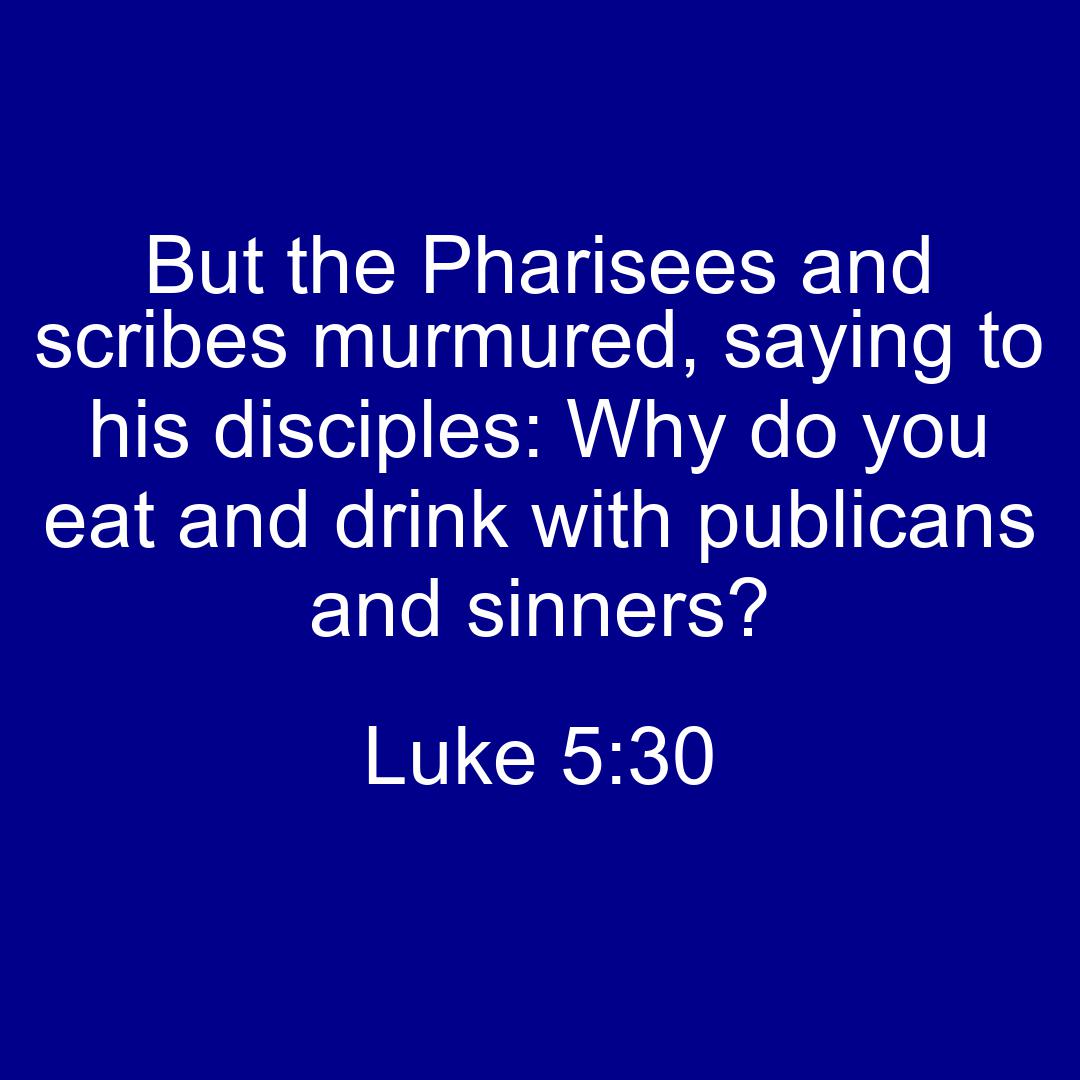 But the Pharisees and
scribes murmured, saying to
his disciples: Why do you
eat and drink with publicans
and sinners?
Luke 5:30